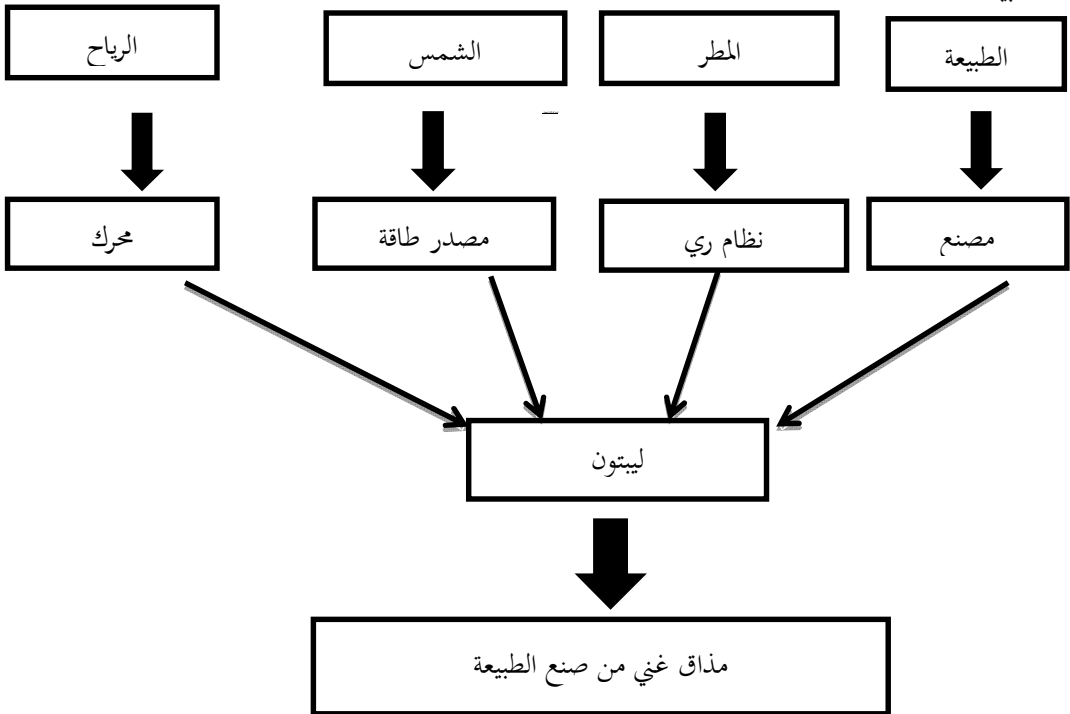 الطبيعة
المطر
الشمس
الرياح
مصنع
نظام ري
مصدر طاقة
محرك
ليبتون
مذاق غني من صنع الطبيعة